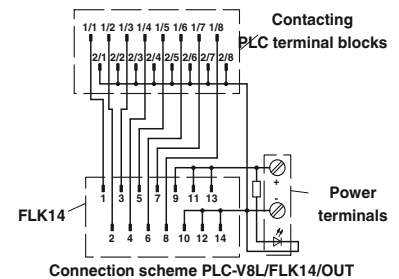 Contacting
PLC terminal blocks
1/1 1/2 1/3 1/4 1/5 1/6 1/7 1/8
2/1 2/2 2/3 2/4 2/5 2/6 2/7 2/8
+
-
Power
terminals
FLK14
1 3 5 7 9 11 13
2 4 6 8 10 12 14
Connection scheme PLC-V8L/FLK14/OUT